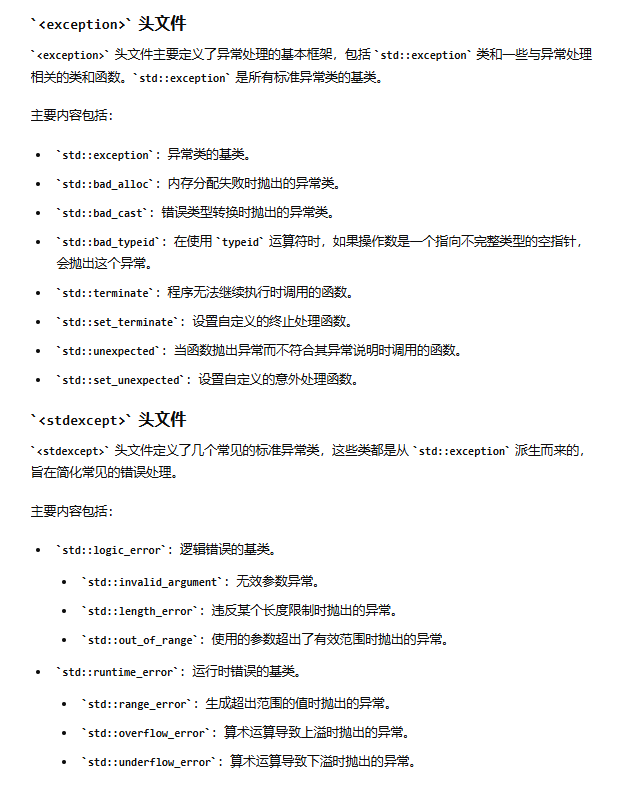 `<exception>` 头文件
`<exception>` 头文件主要定义了异常处理的基本框架，包括 `std::exception` 类和一些与异常处理
相关的类和函数。`std::exception` 是所有标准异常类的基类。
主要内容包括：
• `std::exception`：异常类的基类。
• `std::bad_alloc`：内存分配失败时抛出的异常类。
• `std::bad_cast`：错误类型转换时抛出的异常类。
• `std::bad_typeid`：在使用 `typeid` 运算符时，如果操作数是一个指向不完整类型的空指针，
会抛出这个异常。
• `std::terminate`：程序无法继续执行时调用的函数。
• `std::set_terminate`：设置自定义的终止处理函数。
• `std::unexpected`：当函数抛出异常而不符合其异常说明时调用的函数。
• `std::set_unexpected`：设置自定义的意外处理函数。
`<stdexcept>` 头文件
`<stdexcept>` 头文件定义了几个常见的标准异常类，这些类都是从 `std::exception` 派生而来的，
旨在简化常见的错误处理。
主要内容包括：
• `std::logic_error`：逻辑错误的基类。
• `std::invalid_argument`：无效参数异常。
• `std::length_error`：违反某个长度限制时抛出的异常。
• `std::out_of_range`：使用的参数超出了有效范围时抛出的异常。
• `std::runtime_error`：运行时错误的基类。
• `std::range_error`：生成超出范围的值时抛出的异常。
• `std::overflow_error`：算术运算导致上溢时抛出的异常。
• `std::underflow_error`：算术运算导致下溢时抛出的异常。